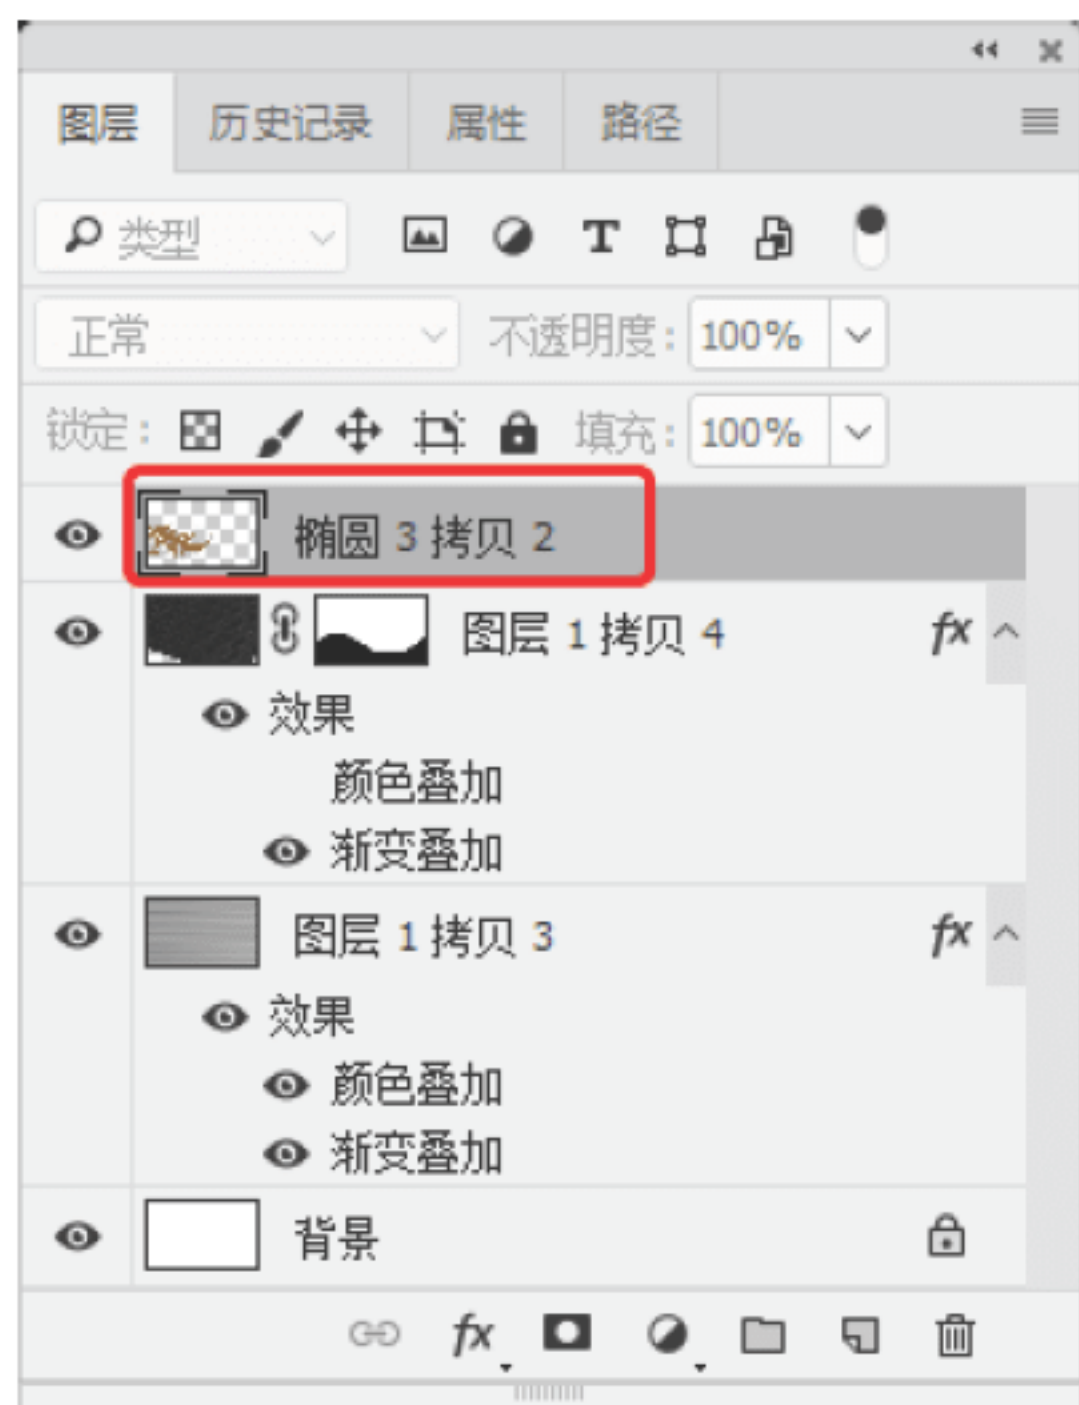 图层 历史记录 属性 路径
类型 T
正常 不透明度: 100%
锁定: 填充: 100%
椭圆 3 拷贝 2
图层 1 拷贝 4 fx
效果
颜色叠加
渐变叠加
图层 1 拷贝 3 fx
效果
颜色叠加
渐变叠加
背景
fx